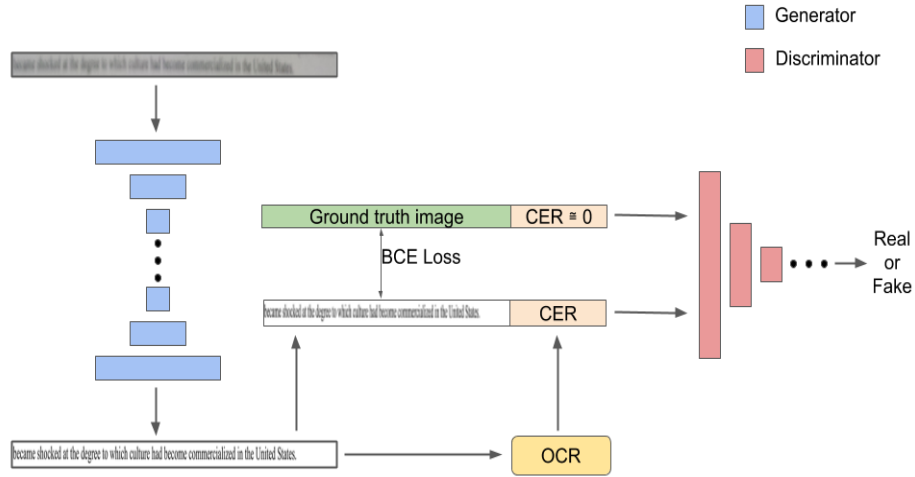 Generator
Discriminator
became shocked at the degree to which culture had become commercialized in the United States.
Ground truth image
CER ≅ 0
BCE Loss
became shocked at the degree to which culture had become commercialized in the United States.
CER
Real
or
Fake
became shocked at the degree to which culture had become commercialized in the United States.
OCR